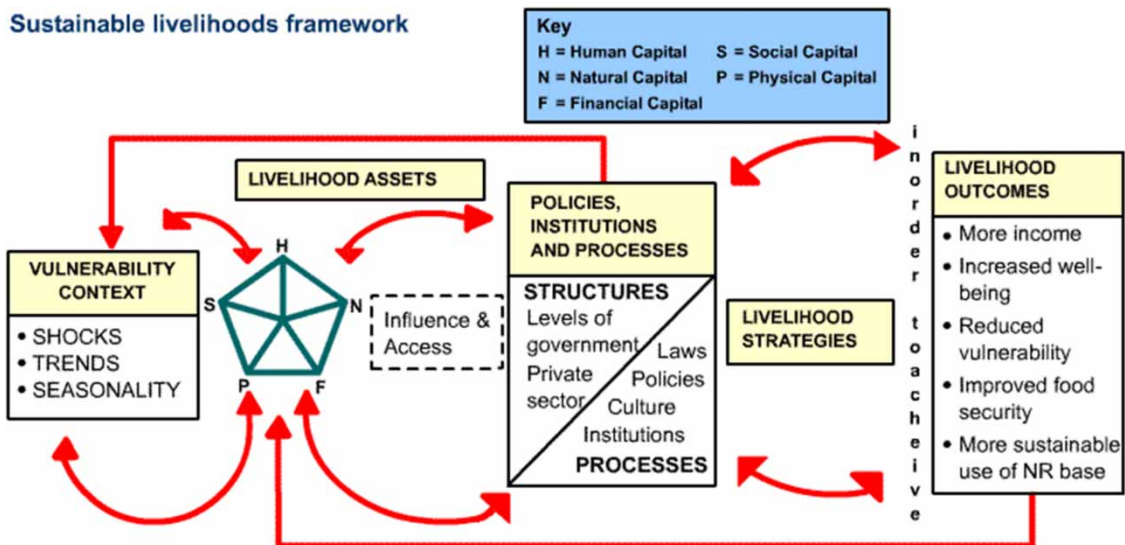 Sustainable livelihoods framework
Key
H = Human Capital S = Social Capital
N = Natural Capital P = Physical Capital
F = Financial Capital
LIVELIHOOD ASSETS
VULNERABILITY
CONTEXT
• SHOCKS
• TRENDS
• SEASONALITY
H
S
N
P
F
Influence &
Access
POLICIES,
INSTITUTIONS
AND PROCESSES
STRUCTURES
Levels of
government
Private
sector
Laws
Policies
Culture
Institutions
PROCESSES
LIVELIHOOD
STRATEGIES
inorder toacheive
LIVELIHOOD
OUTCOMES
• More income
• Increased well-
being
• Reduced
vulnerability
• Improved food
security
• More sustainable
use of NR base